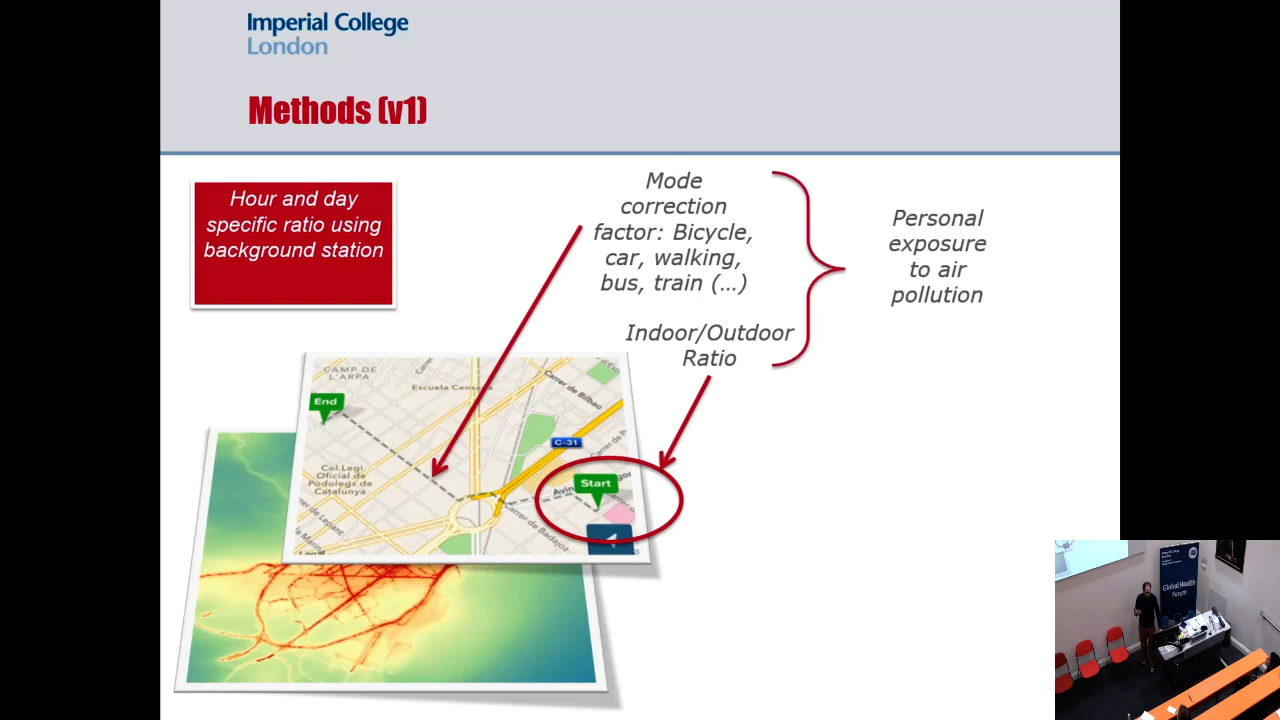 Imperial College
London
Methods (v1)
Hour and day
specific ratio using
background station
Mode
correction
factor: Bicycle,
car, walking,
bus, train (…)
Indoor/Outdoor
Ratio
Personal
exposure
to air
pollution
CAMP DE
L'ARPA
Escuela
Carrer de Bilbao
End
C-31
Col.Legi
Oficial de
Podolegs de
Catalunya
Start
Carrer de Badajoz
Global Health
Forum